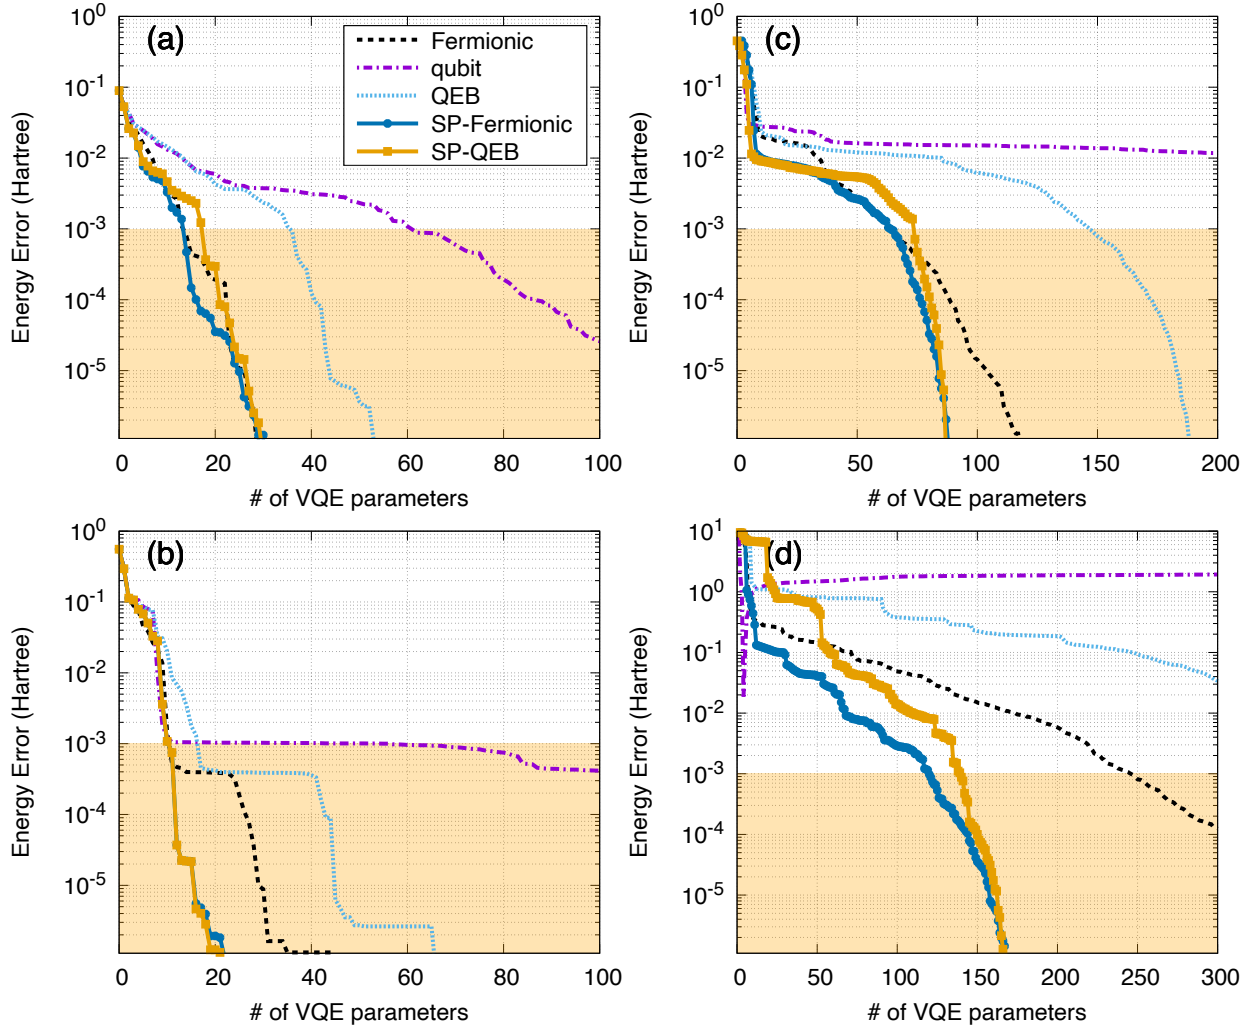 (a)
Fermionic
qubit
QEB
SP-Fermionic
SP-QEB
10^0
10^-1
10^-2
10^-3
10^-4
10^-5
Energy Error (Hartree)
0 20 40 60 80 100
# of VQE parameters
(c)
10^0
10^-1
10^-2
10^-3
10^-4
10^-5
Energy Error (Hartree)
0 50 100 150 200
# of VQE parameters
(b)
10^0
10^-1
10^-2
10^-3
10^-4
10^-5
Energy Error (Hartree)
0 20 40 60 80 100
# of VQE parameters
(d)
10^1
10^0
10^-1
10^-2
10^-3
10^-4
10^-5
Energy Error (Hartree)
0 50 100 150 200 250 300
# of VQE parameters